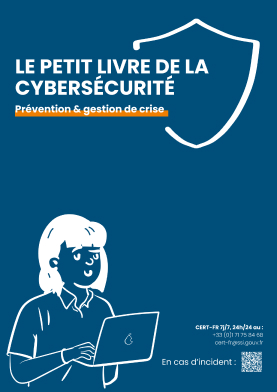 LE PETIT LIVRE DE LA
CYBERSÉCURITÉ
Prévention & gestion de crise
CERT-FR 7j/7, 24h/24 au :
+33 (0)1 71 75 84 68
cert-fr@ssi.gouv.fr
En cas d'incident :